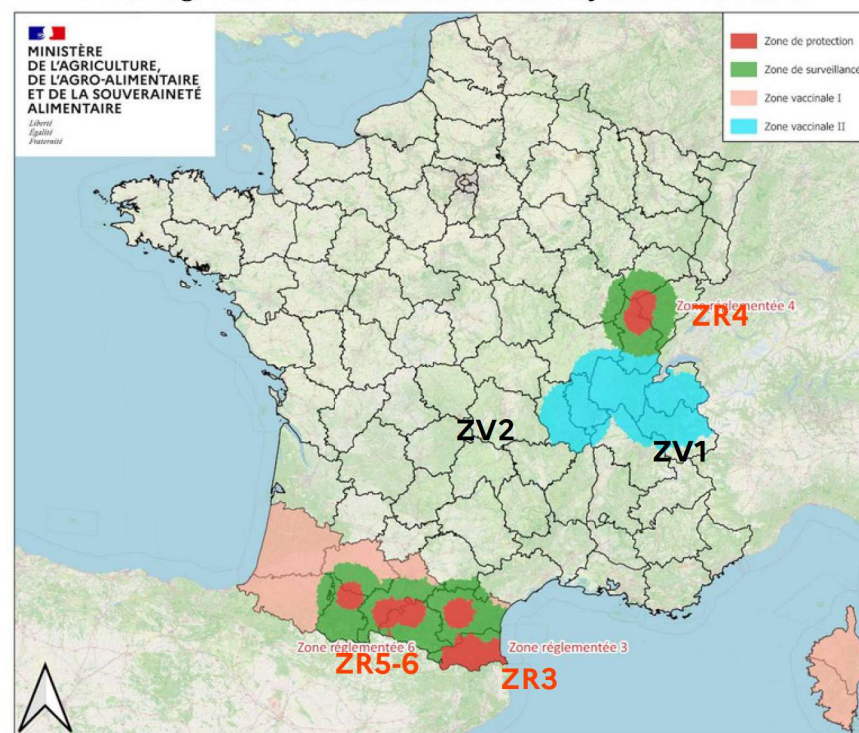 MINISTÈRE
DE L'AGRICULTURE,
DE L'AGRO-ALIMENTAIRE
ET DE LA SOUVERAINETÉ
ALIMENTAIRE
Liberté
Égalité
Fraternité
Zone de protection
Zone de surveillance
Zone vaccinale I
Zone vaccinale II
Zone réglementée 4
ZR4
ZV2
ZV1
Zone réglementée 6
Zone réglementée 3
ZR5-6
ZR3